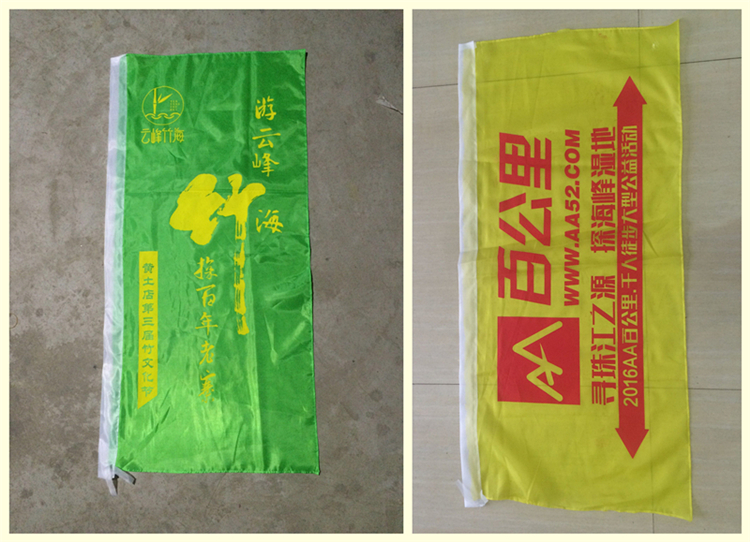 云峰竹海
游云峰
竹海
探百年老寨
黄土店第三届竹文化节
百公里
WWW.AA52.COM
AA
寻珠江之源 探海峰湿地
2016AA百公里,千人徒步大型公益活动